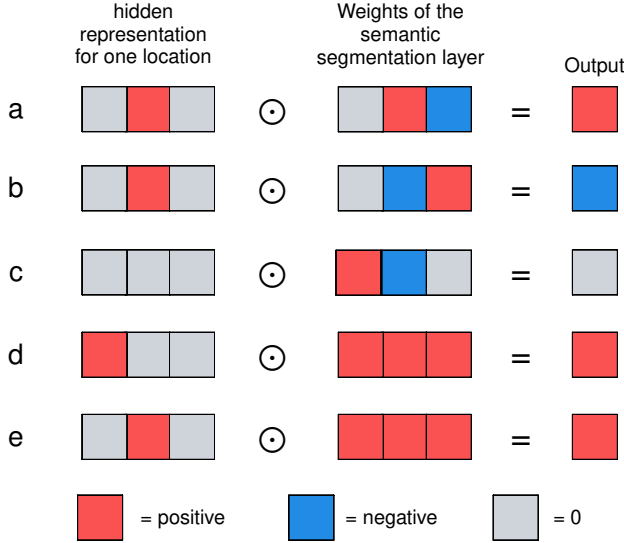 hidden
representation
for one location
Weights of the
semantic
segmentation layer
Output
a ⊙ =
b ⊙ =
c ⊙ =
d ⊙ =
e ⊙ =
= positive = negative = 0